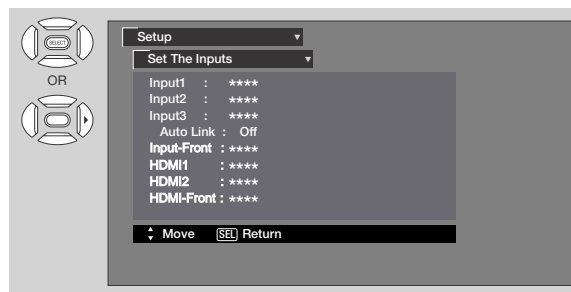 SELECT
OR
Setup ▼
Set The Inputs ▼
Input1 : ****
Input2 : ****
Input3 : ****
Auto Link : Off
Input-Front : ****
HDMI1 : ****
HDMI2 : ****
HDMI-Front : ****
Move SEL Return